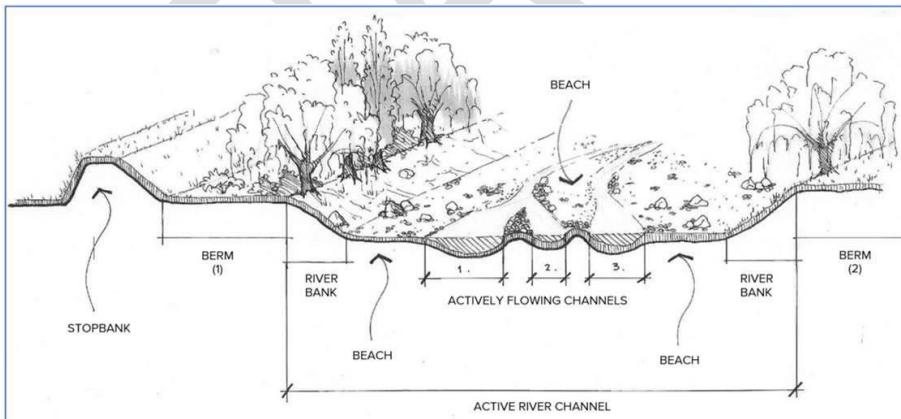 BEACH
BERM
(1)
RIVER
BANK
1.
2.
3.
ACTIVELY FLOWING CHANNELS
RIVER
BANK
BERM
(2)
STOPBANK
BEACH
BEACH
ACTIVE RIVER CHANNEL